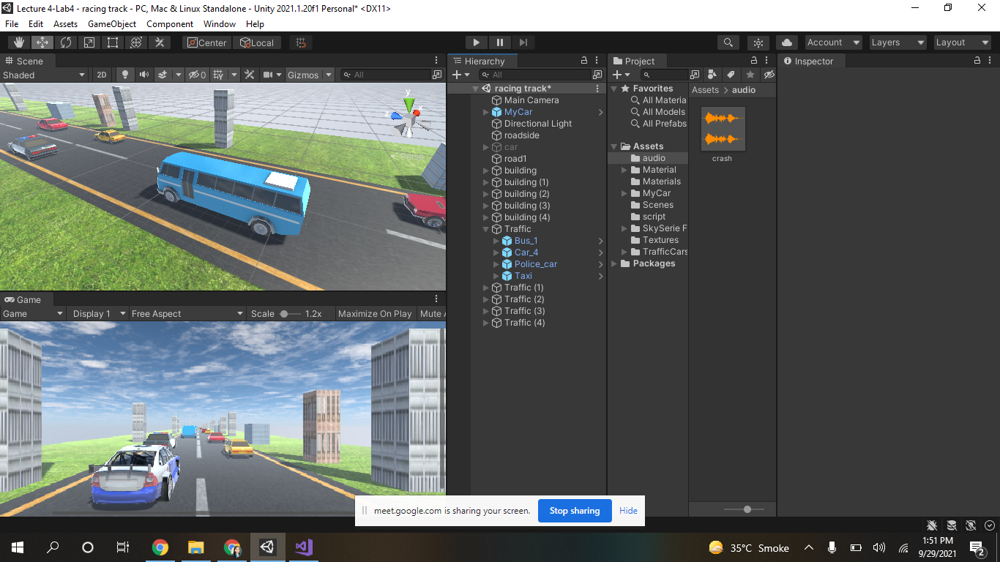 Lecture 4-Lab4 - racing track - PC, Mac & Linux Standalone - Unity 2021.1.20f1 Personal* <DX11>
File Edit Assets GameObject Component Window Help
Center Local Account Layers Layout
Scene
Shaded 2D 0 Gizmos All
y
x
z
Persp
Game
Game Display 1 Free Aspect Scale 1.2x Maximize On Play Mute A
Hierarchy
All
racing track*
Main Camera
MyCar
Directional Light
roadside
car
road1
building
building (1)
building (2)
building (3)
building (4)
Traffic
Bus_1
Car_4
Police_car
Taxi
Traffic (1)
Traffic (2)
Traffic (3)
Traffic (4)
Project
Favorites
All Materia
All Models
All Prefabs
Assets
audio
Material
Materials
MyCar
Scenes
script
SkySerie F
Textures
TrafficCars
Packages
Assets > audio
crash
Inspector
meet.google.com is sharing your screen. Stop sharing Hide
35°C Smoke
1:51 PM
9/29/2021
2